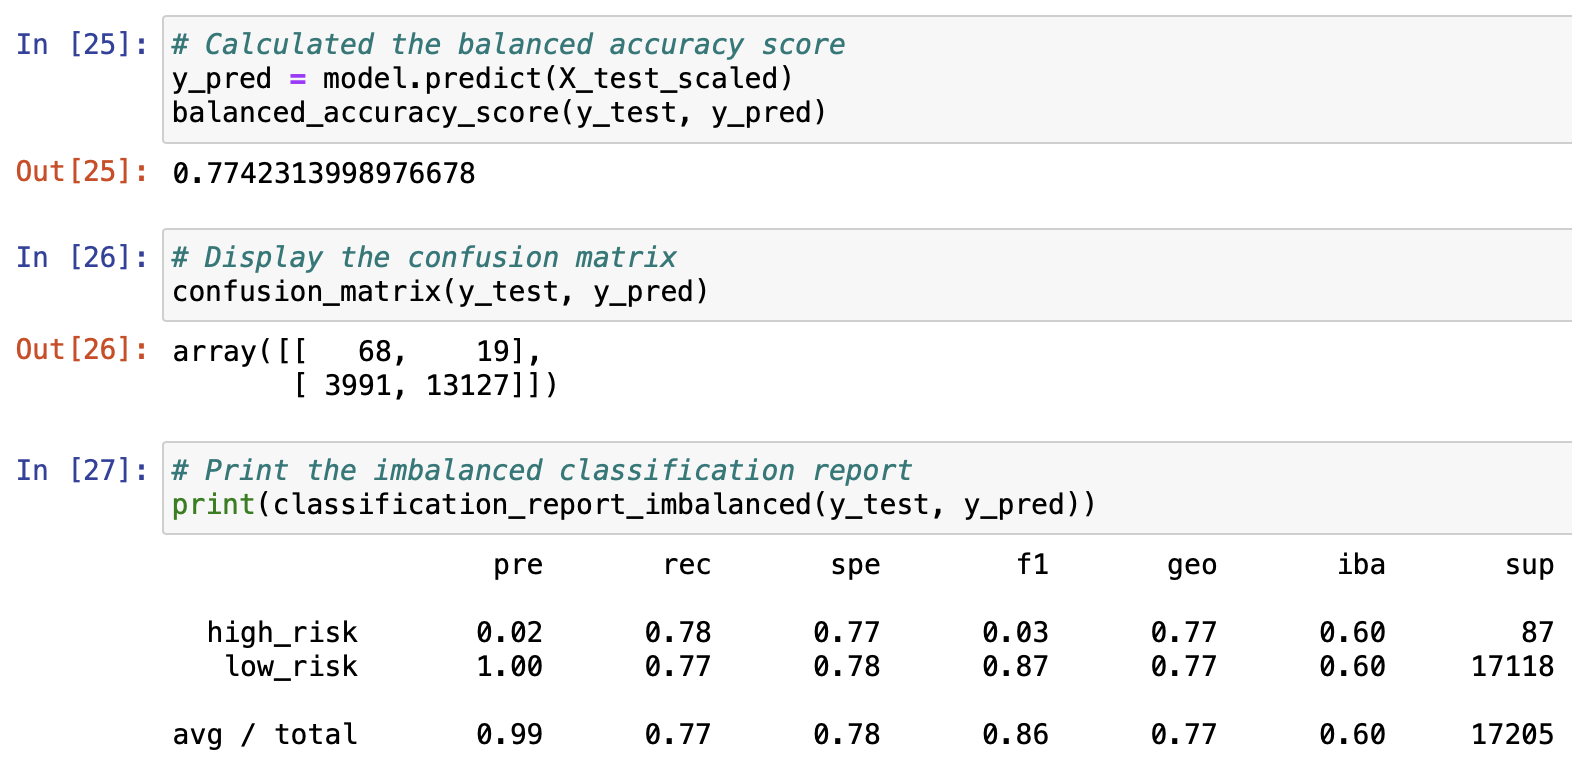 In [25]: # Calculated the balanced accuracy score
y_pred = model.predict(X_test_scaled)
balanced_accuracy_score(y_test, y_pred)
Out[25]: 0.7742313998976678
In [26]: # Display the confusion matrix
confusion_matrix(y_test, y_pred)
Out[26]: array([[   68,    19],
       [ 3991, 13127]])
In [27]: # Print the imbalanced classification report
print(classification_report_imbalanced(y_test, y_pred))
pre rec spe f1 geo iba sup
high_risk 0.02 0.78 0.77 0.03 0.77 0.60 87
low_risk 1.00 0.77 0.78 0.87 0.77 0.60 17118
avg / total 0.99 0.77 0.78 0.86 0.77 0.60 17205